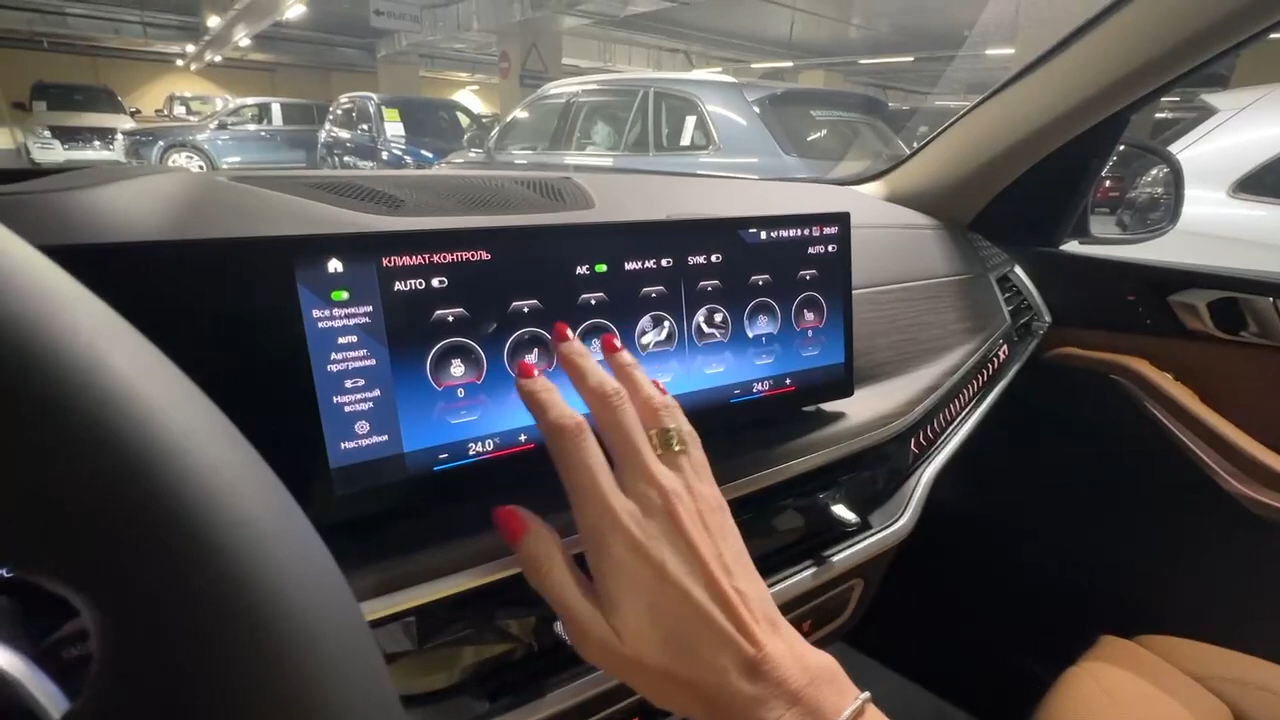 ВЫЕЗД
FM 87.9
20:07
КЛИМАТ-КОНТРОЛЬ
AUTO
A/C
MAX A/C
SYNC
AUTO
Все функции
кондицион.
AUTO
Автомат.
программа
Наружный
воздух
Настройки
0
1
0
- 24.0 °C +
- 24.0 °C +
X7